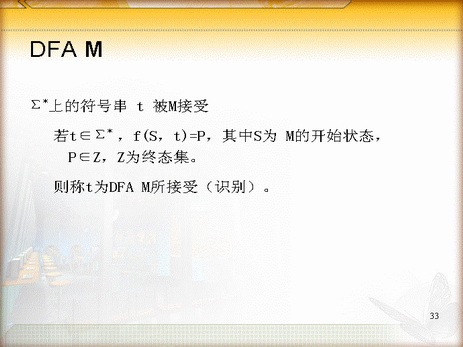 DFA M
Σ*上的符号串 t 被M接受
若t∈Σ*，f(S，t)=P，其中S为 M的开始状态，
P∈Z，Z为终态集。
则称t为DFA M所接受（识别）。
33